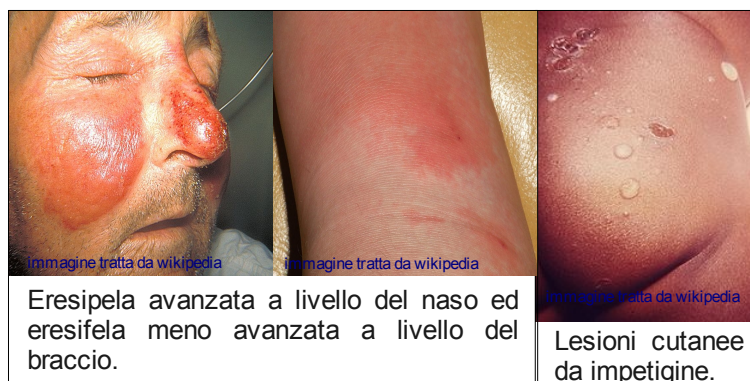 immagine tratta da wikipedia
immagine tratta da wikipedia
immagine tratta da wikipedia
Eresipela avanzata a livello del naso ed
eresifela meno avanzata a livello del
braccio.
Lesioni cutanee
da impetigine.